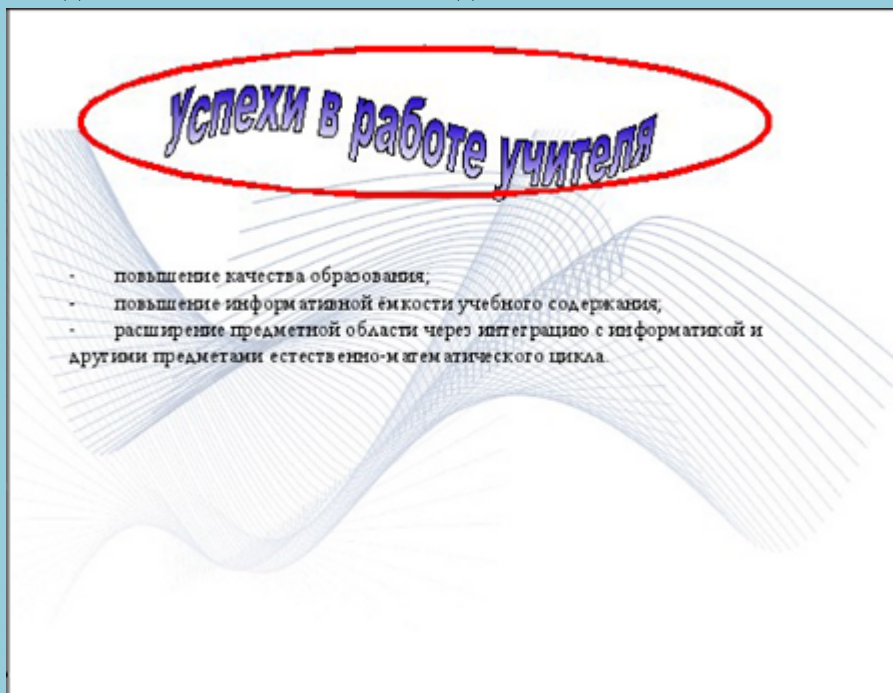 Успехи в работе учителя
- повышение качества образования;
- повышение информативной ёмкости учебного содержания;
- расширение предметной области через интеграцию с информатикой и
другими предметами естественно-математического цикла.